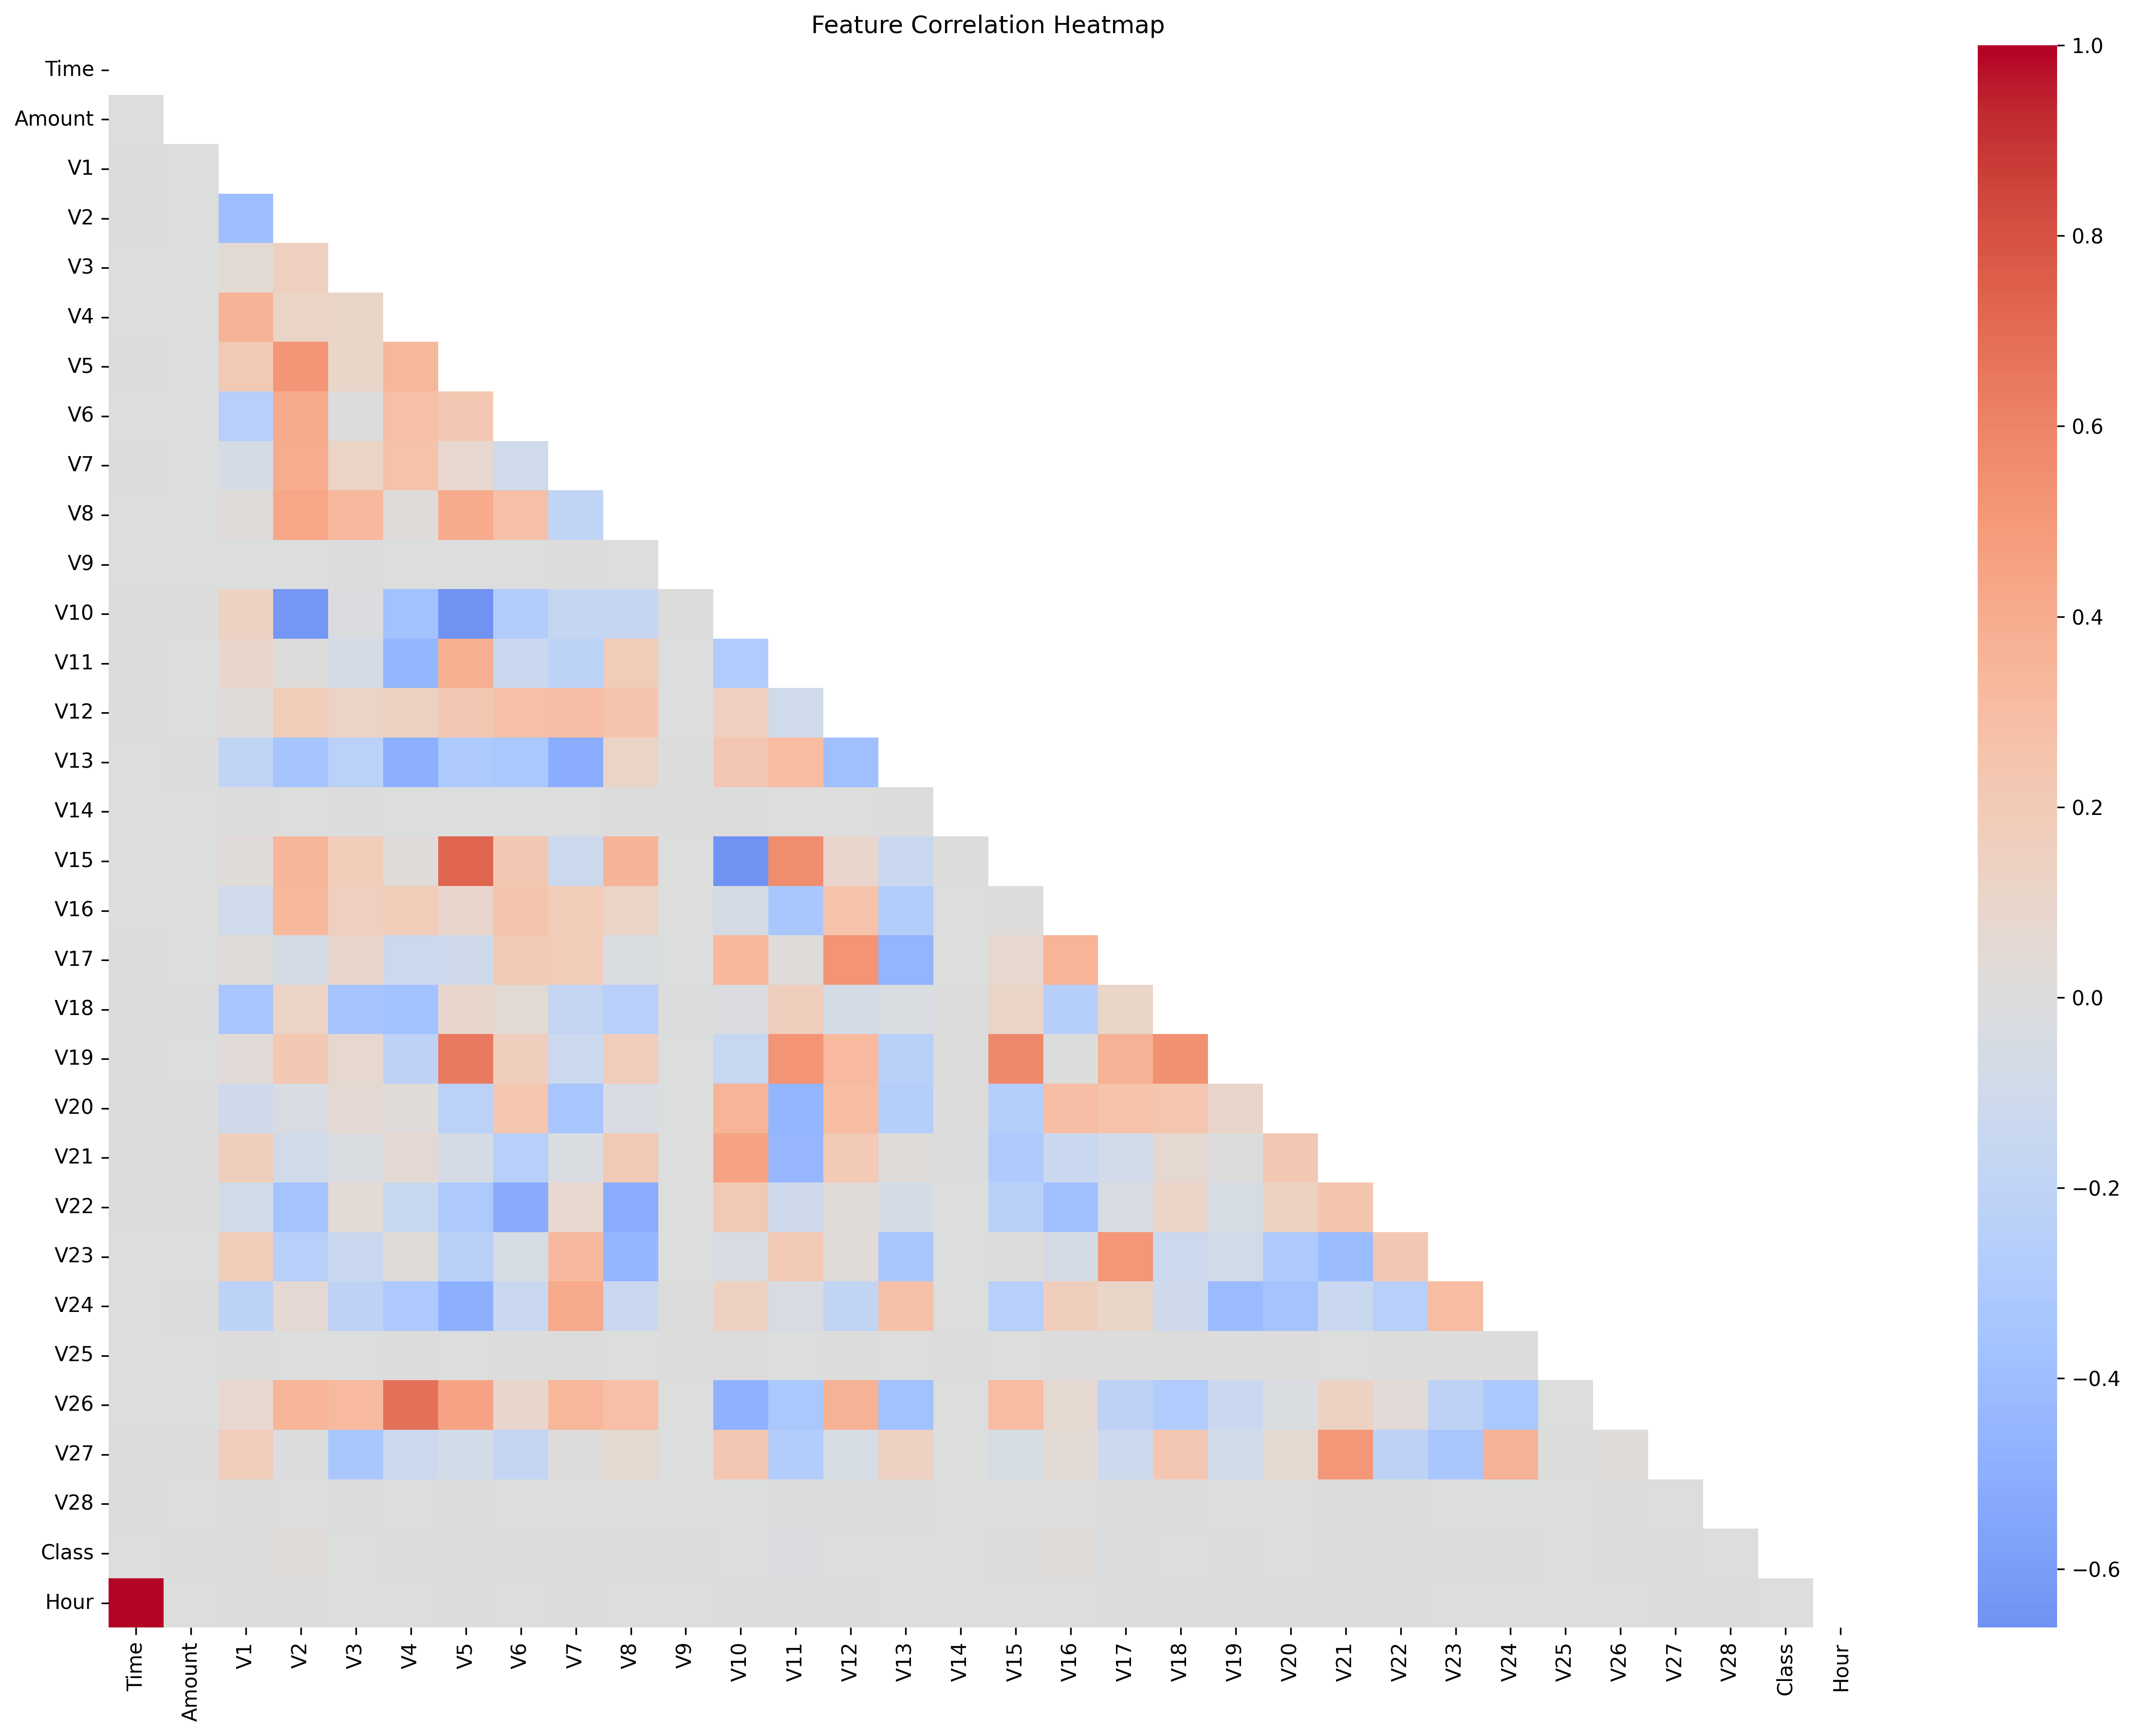 Feature Correlation Heatmap
Time
Amount
V1
V2
V3
V4
V5
V6
V7
V8
V9
V10
V11
V12
V13
V14
V15
V16
V17
V18
V19
V20
V21
V22
V23
V24
V25
V26
V27
V28
Class
Hour
Time
Amount
V1
V2
V3
V4
V5
V6
V7
V8
V9
V10
V11
V12
V13
V14
V15
V16
V17
V18
V19
V20
V21
V22
V23
V24
V25
V26
V27
V28
Class
Hour
1.0
0.8
0.6
0.4
0.2
0.0
−0.2
−0.4
−0.6